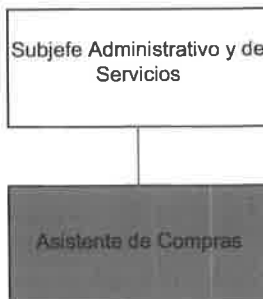 Subjefe Administrativo y de
Servicios
Asistente de Compras